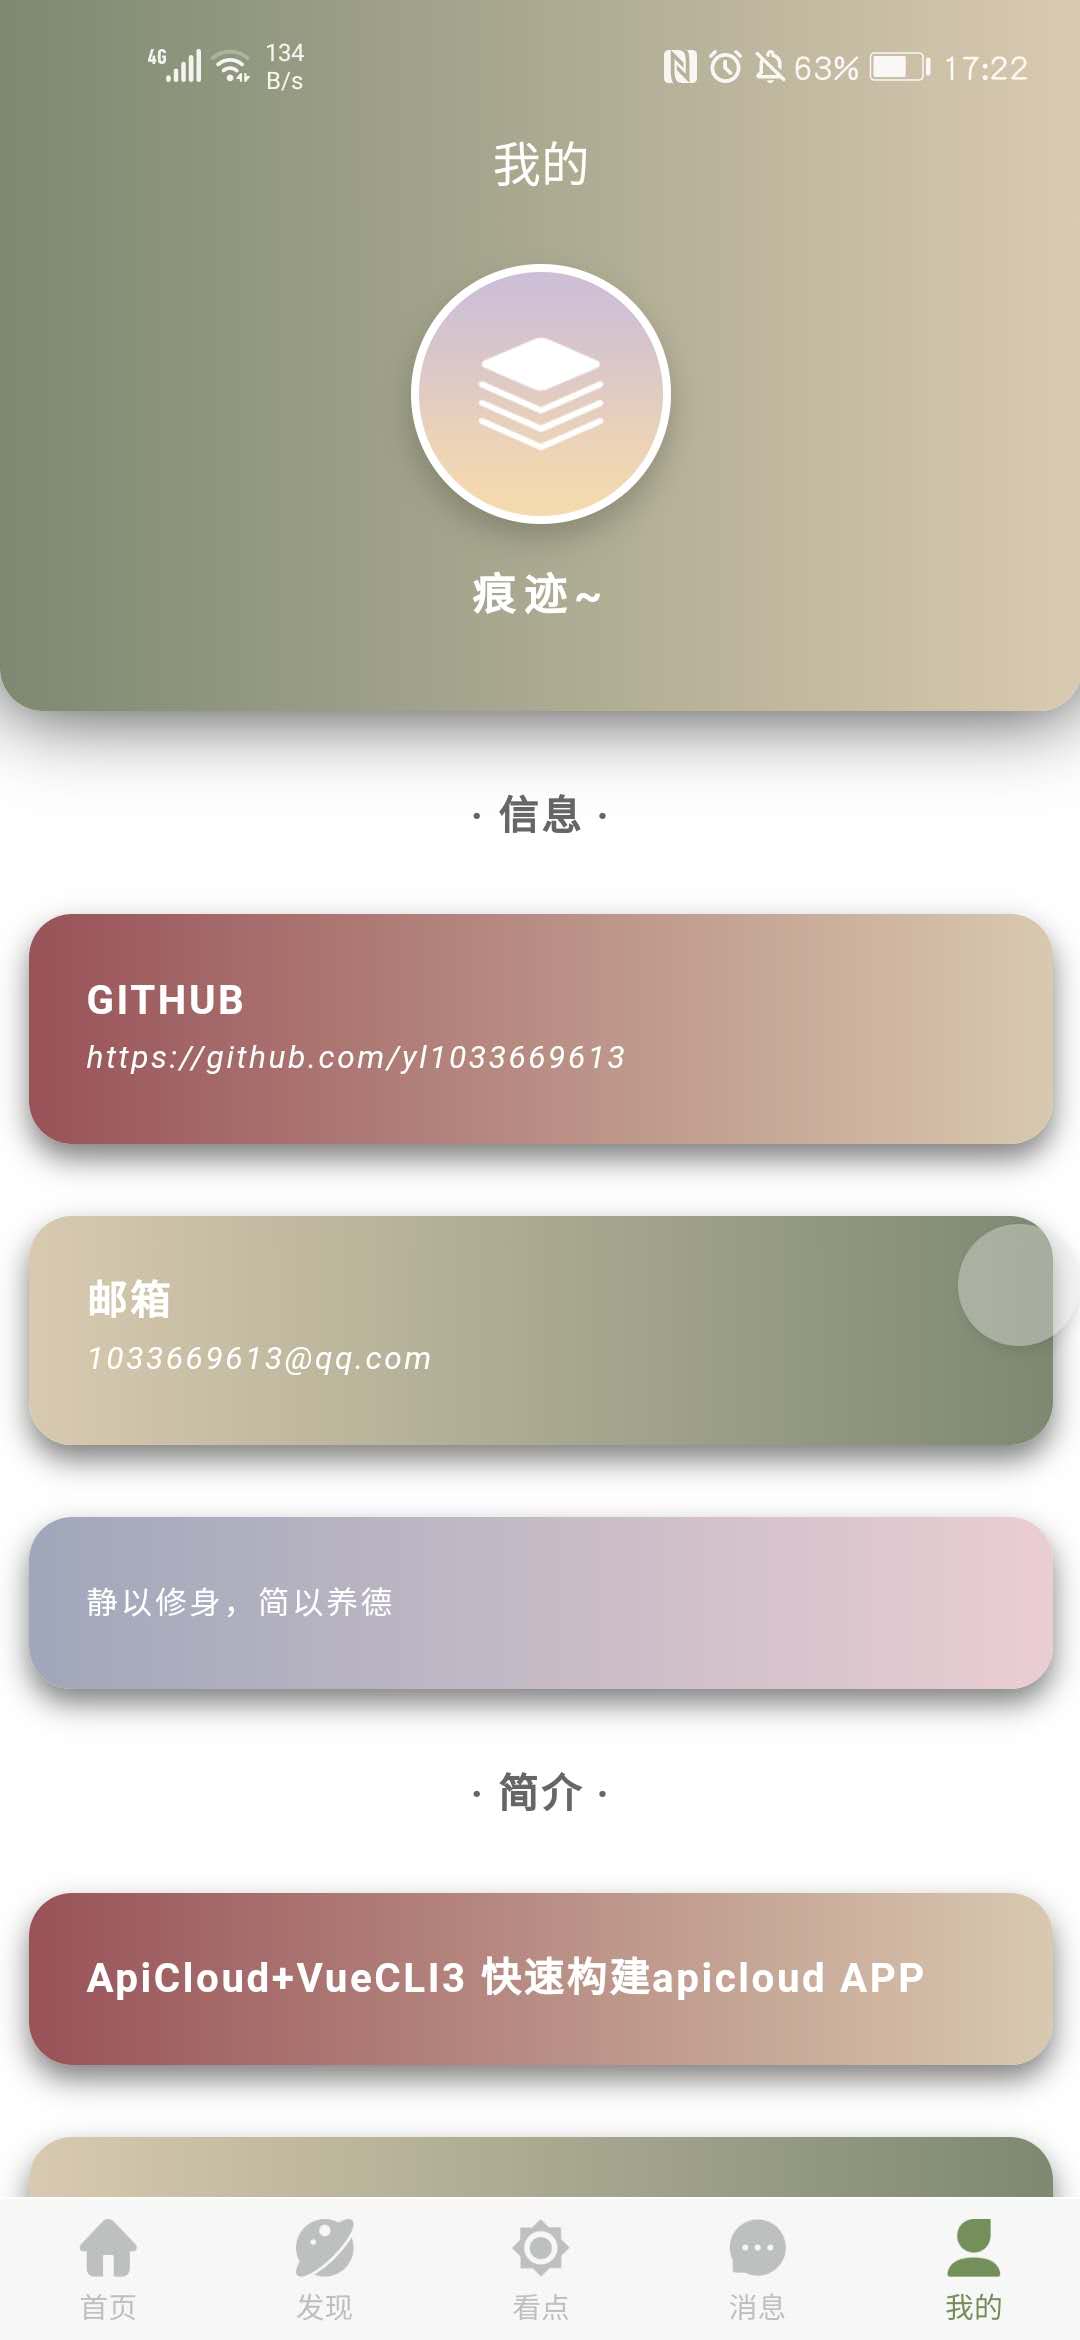 4G
134
B/s
63%
17:22
我的
痕迹~
· 信息 ·
GITHUB
https://github.com/yl1033669613
邮箱
1033669613@qq.com
静以修身，简以养德
· 简介 ·
ApiCloud+VueCLI3 快速构建apicloud APP
首页
发现
看点
消息
我的